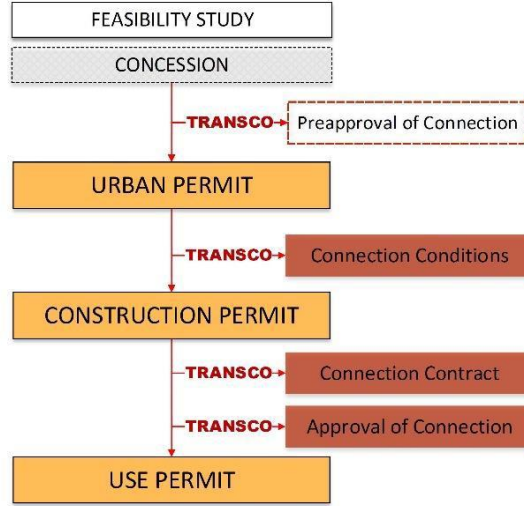 FEASIBILITY STUDY
CONCESSION
TRANSCO
Preapproval of Connection
URBAN PERMIT
TRANSCO
Connection Conditions
CONSTRUCTION PERMIT
TRANSCO
Connection Contract
TRANSCO
Approval of Connection
USE PERMIT